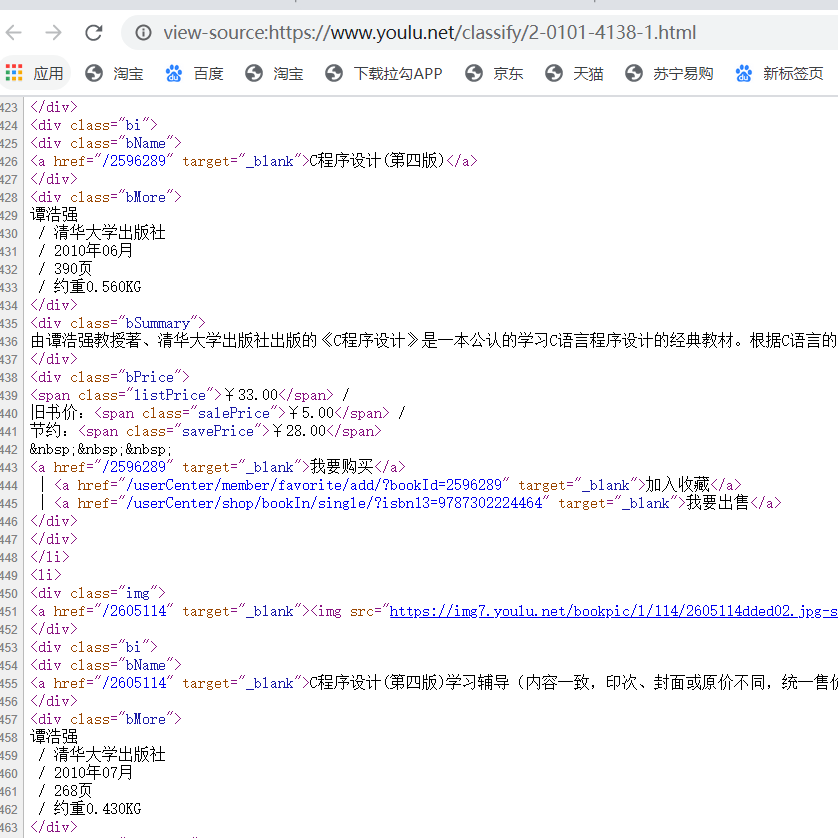 view-source:https://www.youlu.net/classify/2-0101-4138-1.html
应用 淘宝 百度 淘宝 下载拉勾APP 京东 天猫 苏宁易购 新标签页
423 </div>
424 <div class="bi">
425 <div class="bName">
426 <a href="/2596289" target="_blank">C程序设计(第四版)</a>
427 </div>
428 <div class="bMore">
429 谭浩强
430 / 清华大学出版社
431 / 2010年06月
432 / 390页
433 / 约重0.560KG
434 </div>
435 <div class="bSummary">
436 由谭浩强教授著、清华大学出版社出版的《C程序设计》是一本公认的学习C语言程序设计的经典教材。根据C语言的
437 </div>
438 <div class="bPrice">
439 <span class="listPrice">￥33.00</span> /
440 旧书价：<span class="salePrice">￥5.00</span> /
441 节约：<span class="savePrice">￥28.00</span>
442 &nbsp;&nbsp;&nbsp;
443 <a href="/2596289" target="_blank">我要购买</a>
444 | <a href="/userCenter/member/favorite/add/?bookId=2596289" target="_blank">加入收藏</a>
445 | <a href="/userCenter/shop/bookIn/single/?isbn13=9787302224464" target="_blank">我要出售</a>
446 </div>
447 </div>
448 </li>
449 <li>
450 <div class="img">
451 <a href="/2605114" target="_blank"><img src="https://img7.youlu.net/bookpic/1/114/2605114dded02.jpg-s
452 </div>
453 <div class="bi">
454 <div class="bName">
455 <a href="/2605114" target="_blank">C程序设计(第四版)学习辅导（内容一致，印次、封面或原价不同，统一售价
456 </div>
457 <div class="bMore">
458 谭浩强
459 / 清华大学出版社
460 / 2010年07月
461 / 268页
462 / 约重0.430KG
463 </div>